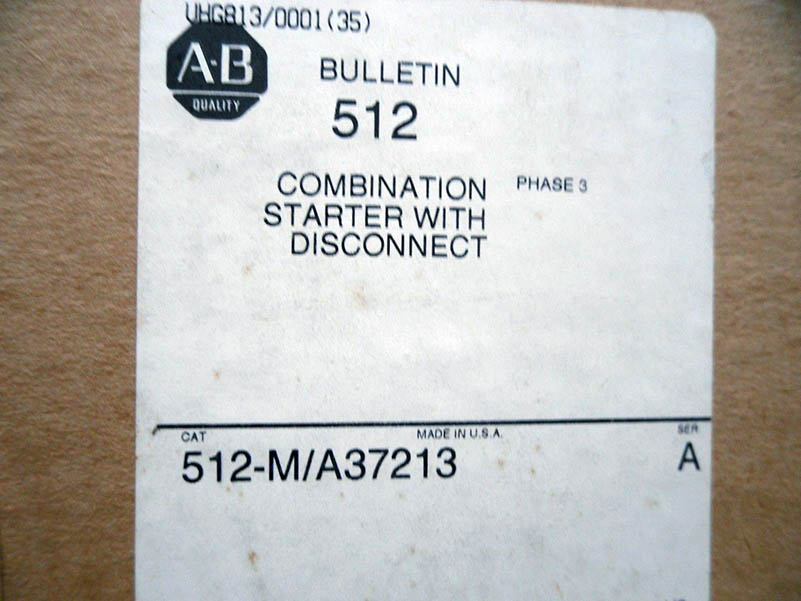 UHG813/0001(35)
A-B
QUALITY
BULLETIN
512
COMBINATION
STARTER WITH
DISCONNECT
PHASE 3
CAT
MADE IN U.S.A.
SER
512-M/A37213
A